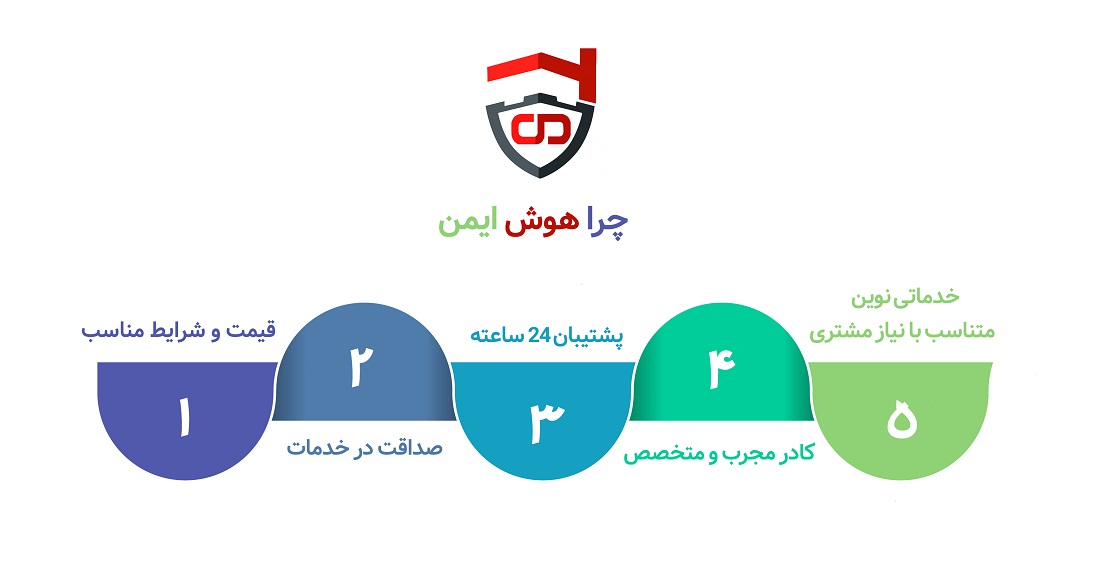 چرا هوش ایمن
قیمت و شرایط مناسب
۱
۲
صداقت در خدمات
پشتیبان 24 ساعته
۳
۴
کادر مجرب و متخصص
خدماتی نوین
متناسب با نیاز مشتری
۵